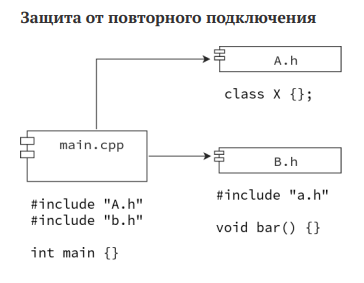 Защита от повторного подключения
A.h
class X {};
main.cpp
B.h
#include "A.h"
#include "b.h"
int main {}
#include "a.h"
void bar() {}